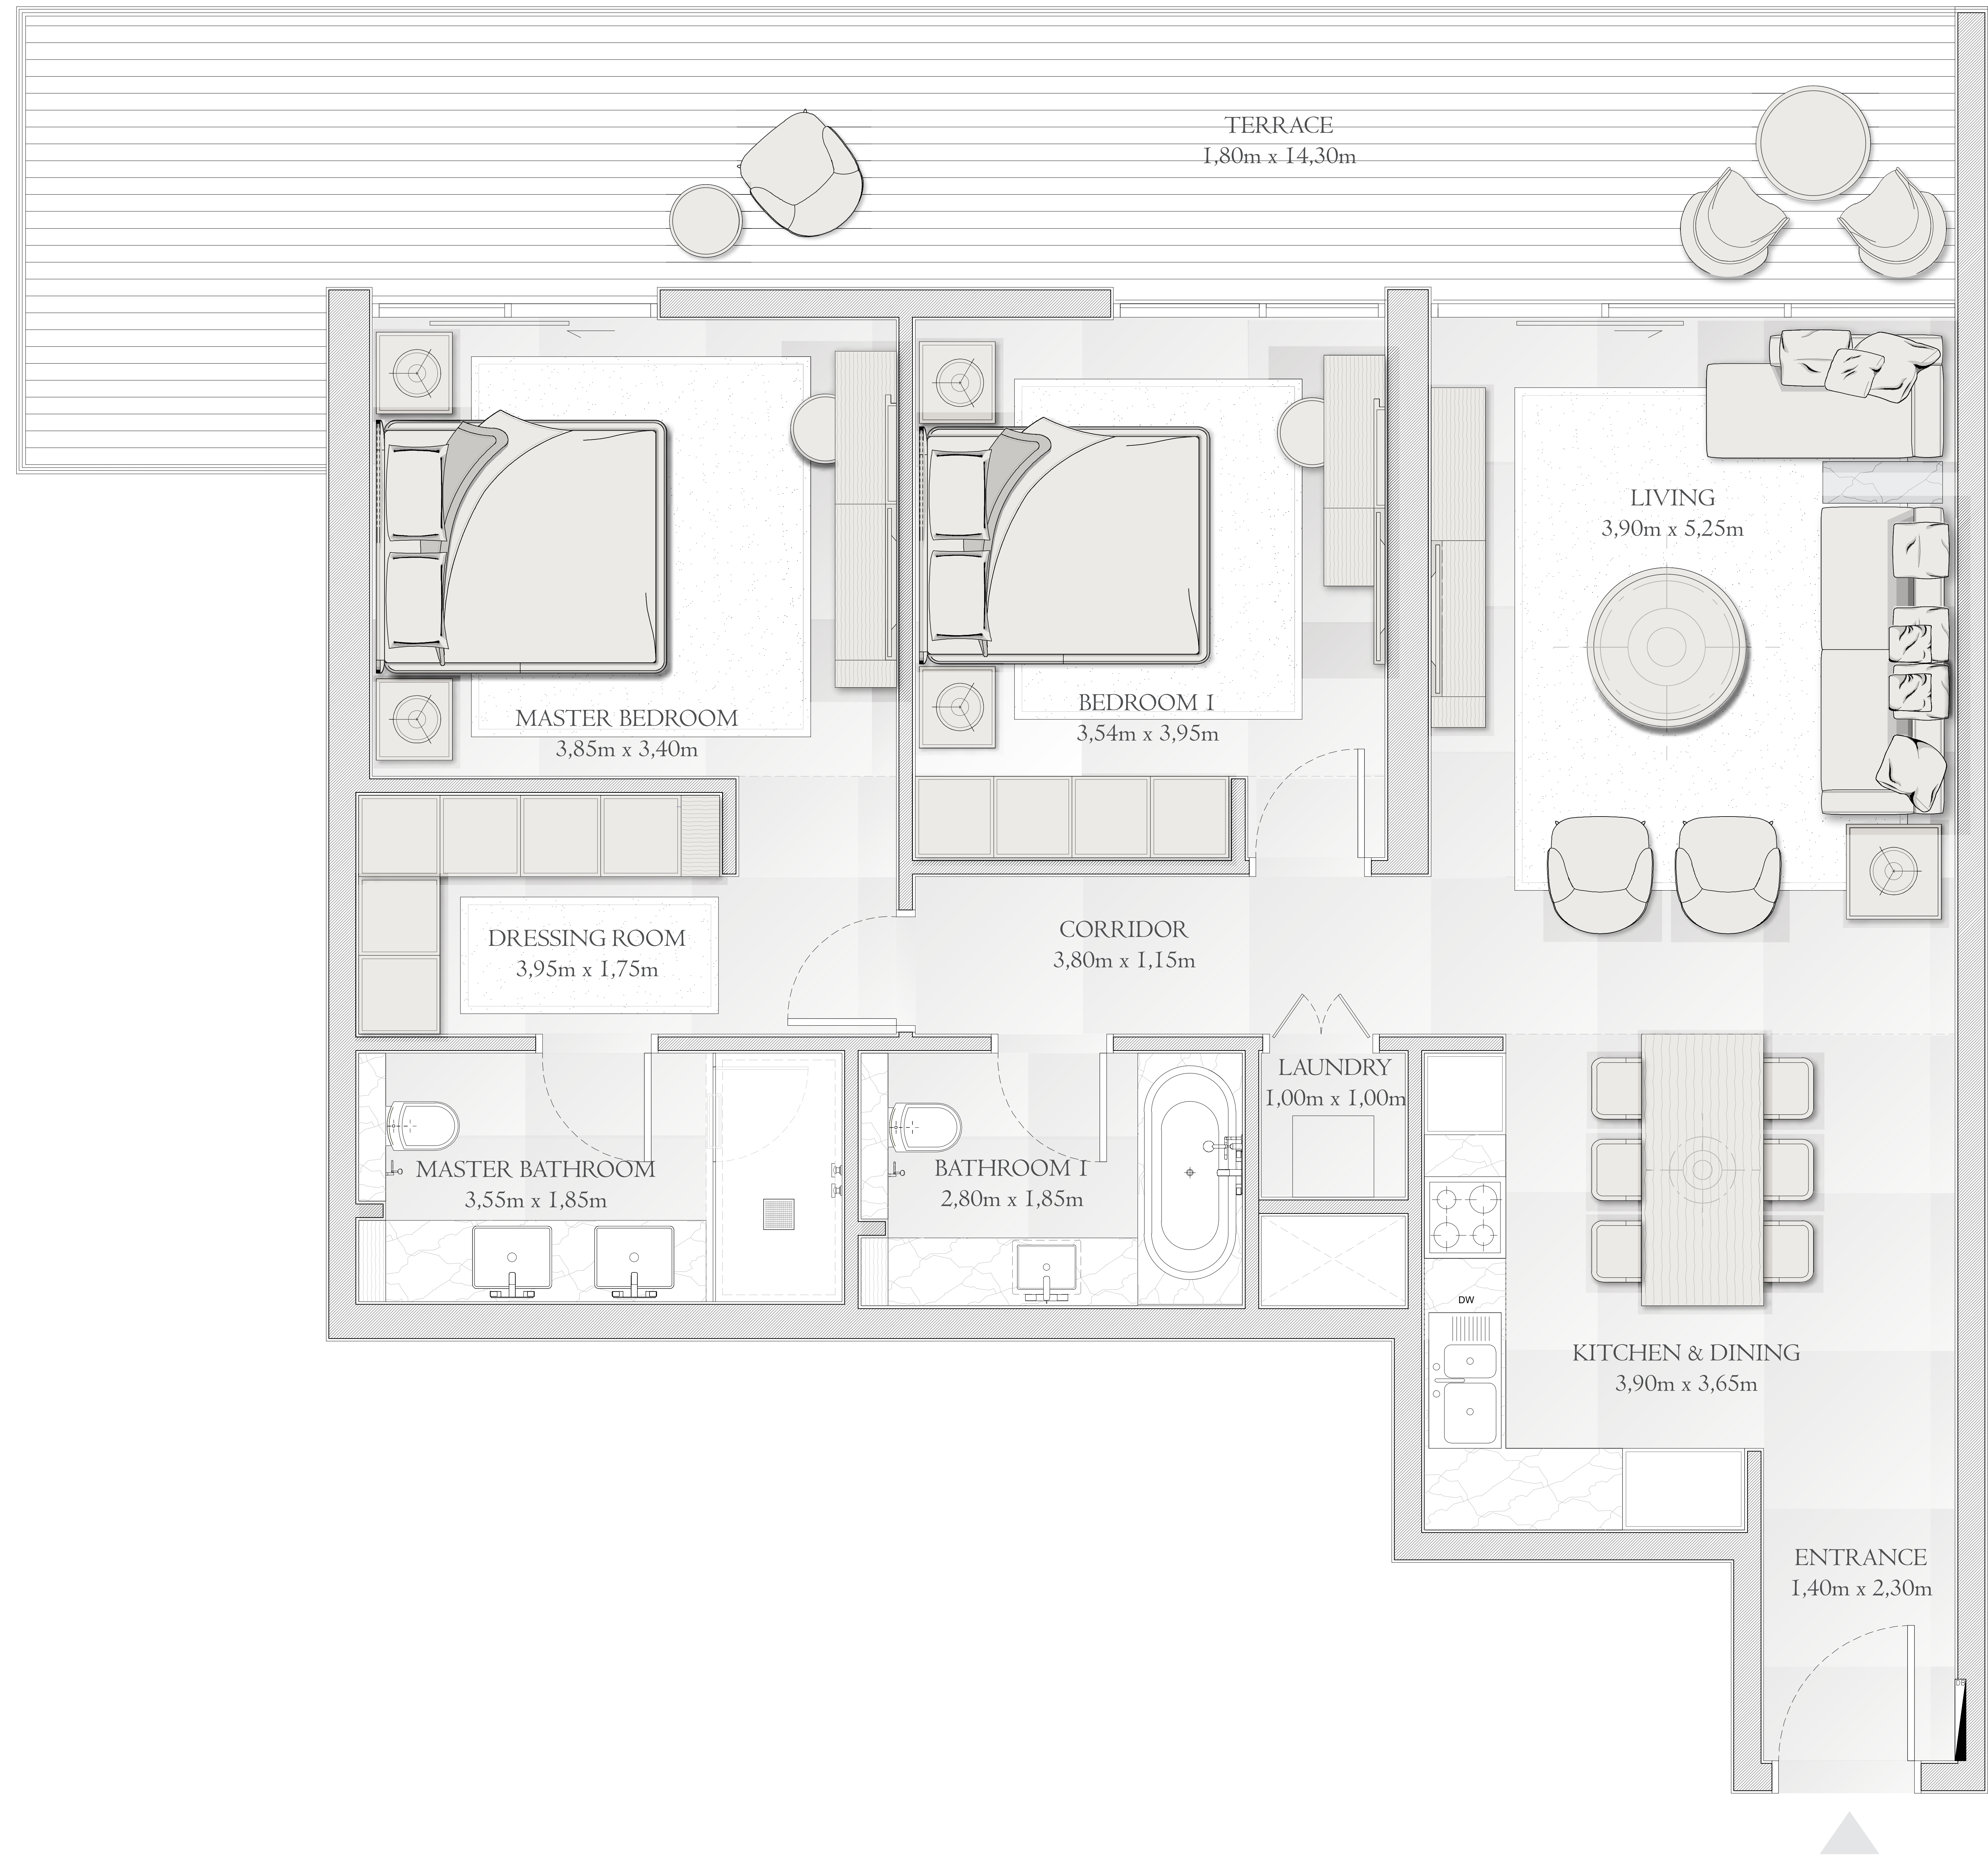 TERRACE
1,80m x 14,30m
LIVING
3,90m x 5,25m
MASTER BEDROOM
3,85m x 3,40m
BEDROOM 1
3,54m x 3,95m
DRESSING ROOM
3,95m x 1,75m
CORRIDOR
3,80m x 1,15m
LAUNDRY
1,00m x 1,00m
MASTER BATHROOM
3,55m x 1,85m
BATHROOM 1
2,80m x 1,85m
DW
KITCHEN & DINING
3,90m x 3,65m
ENTRANCE
1,40m x 2,30m